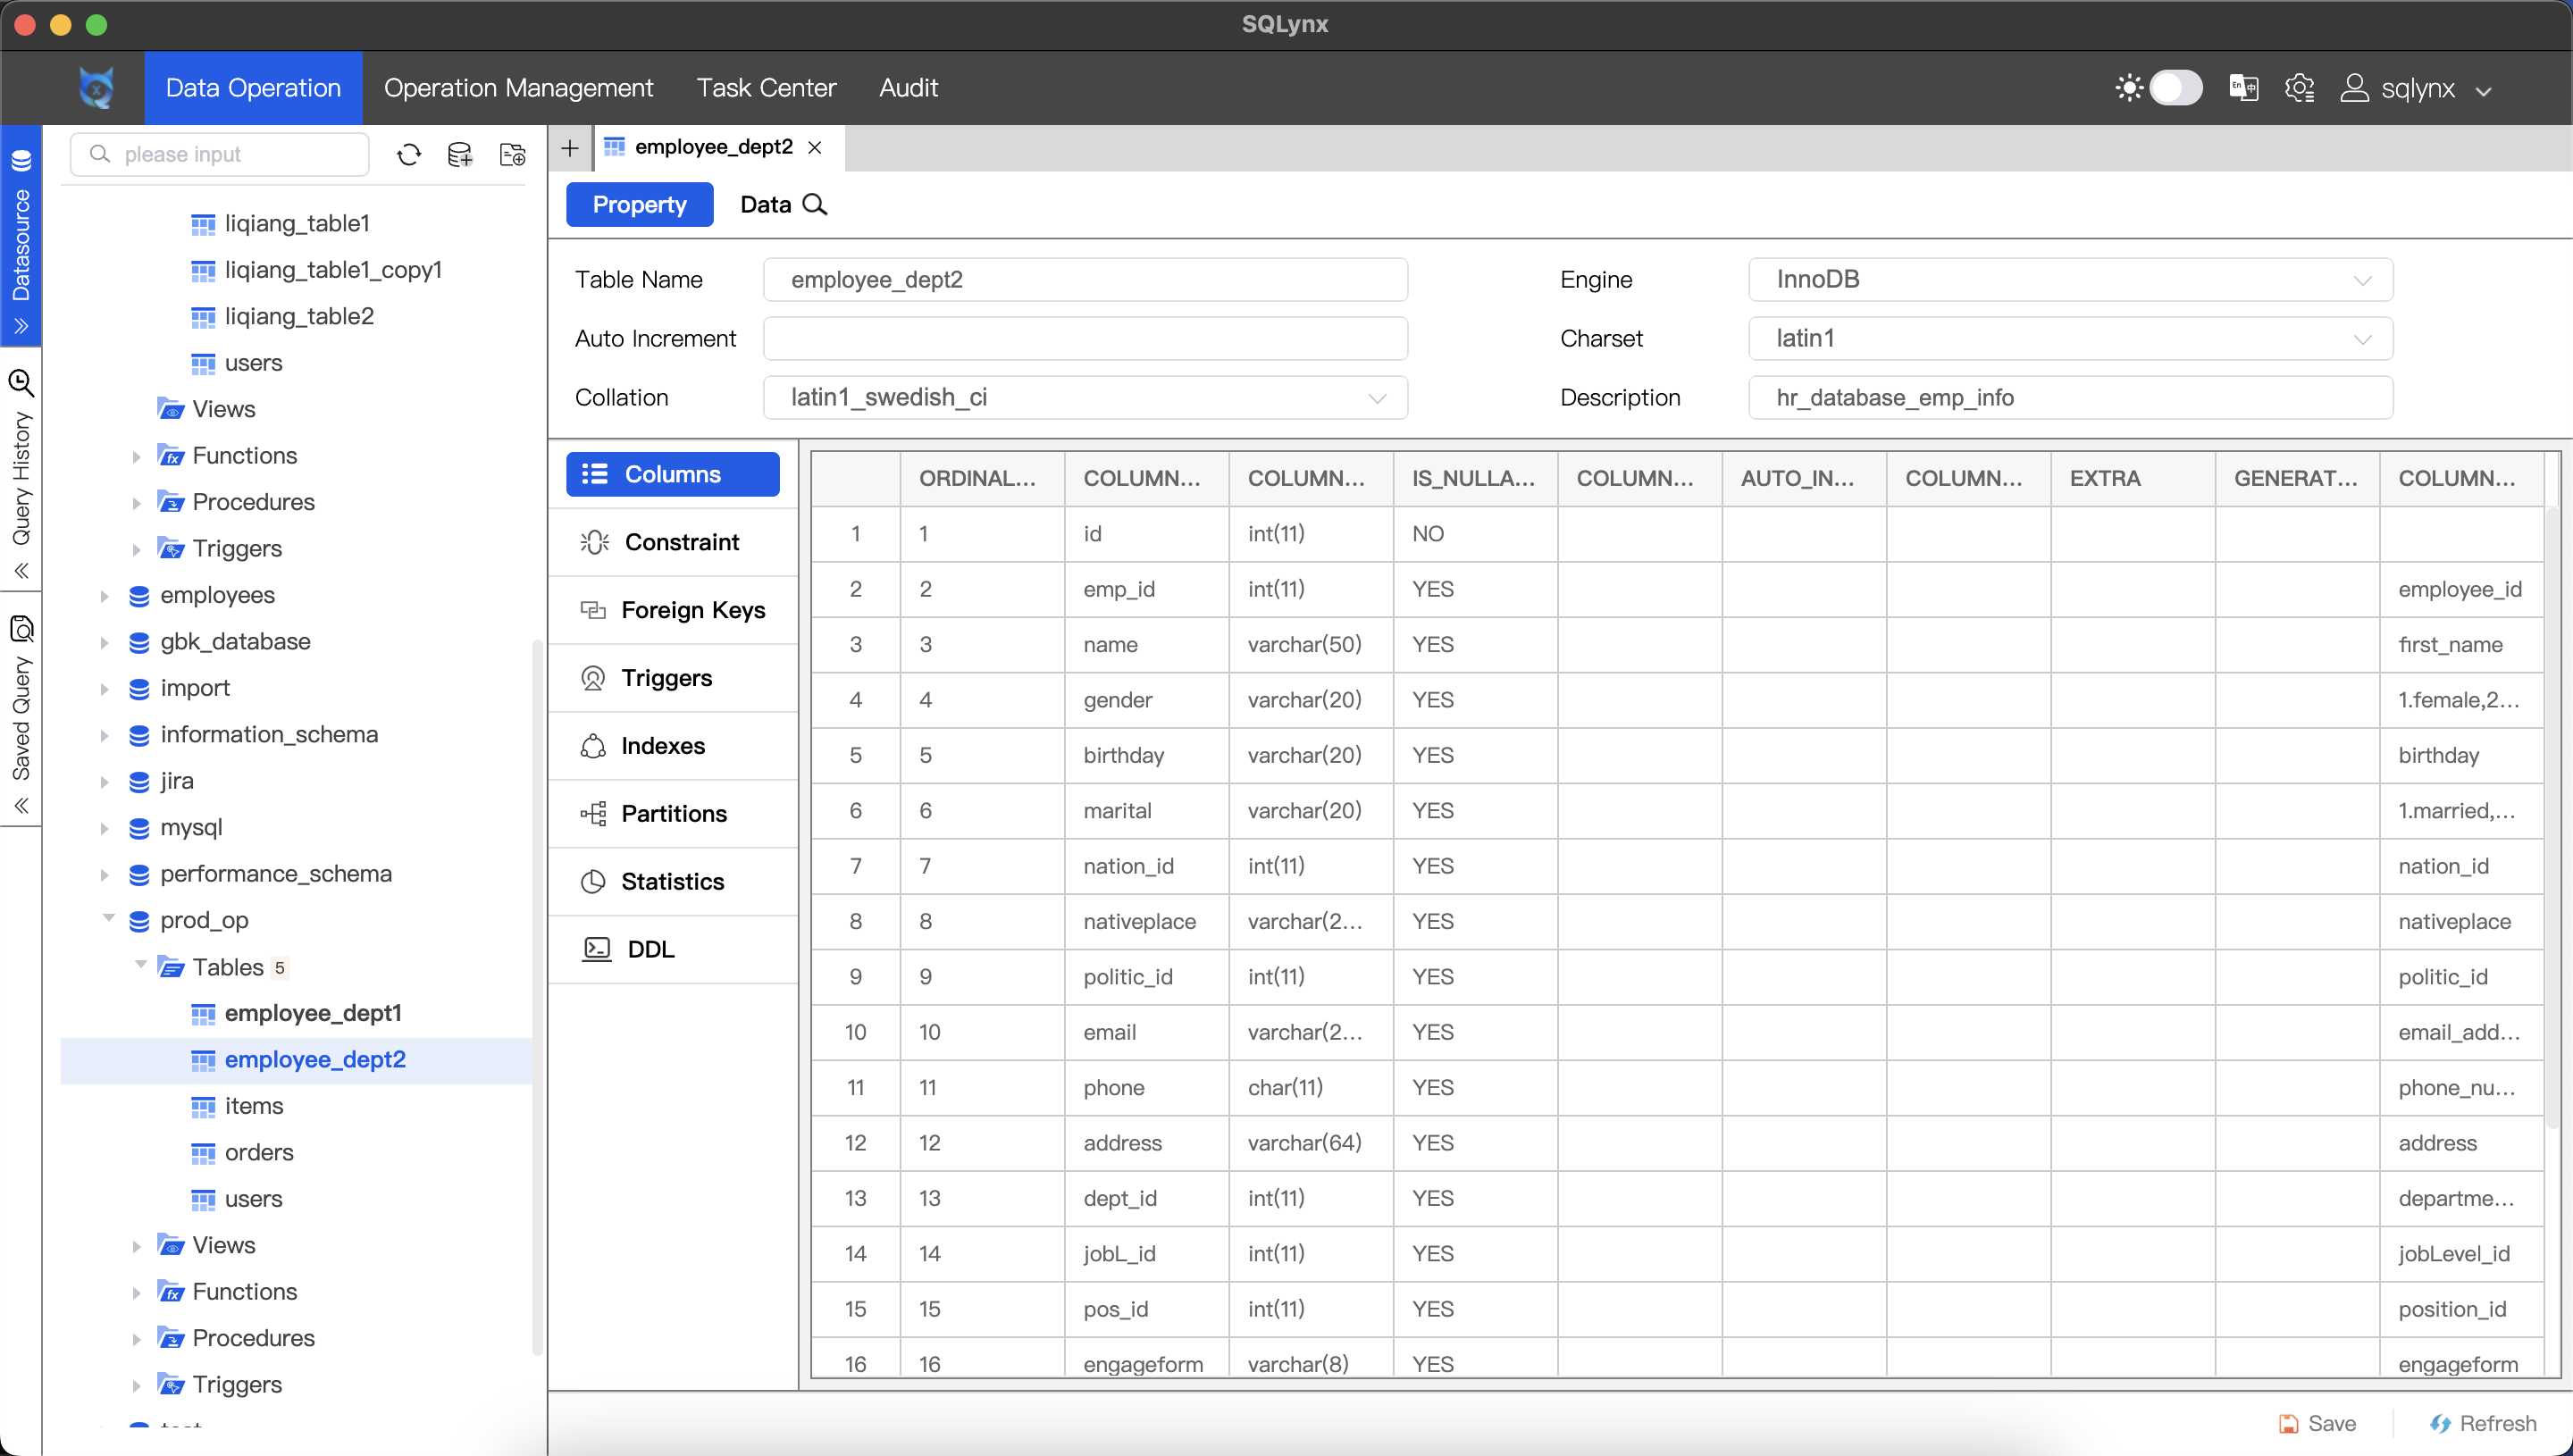 SQLynx
Data Operation Operation Management Task Center Audit sqlynx
please input
Datasource
Query History
Saved Query
liqiang_table1
liqiang_table1_copy1
liqiang_table2
users
Views
Functions
Procedures
Triggers
employees
gbk_database
import
information_schema
jira
mysql
performance_schema
prod_op
Tables 5
employee_dept1
employee_dept2
items
orders
users
Views
Functions
Procedures
Triggers
employee_dept2
Property Data
Table Name employee_dept2 Engine InnoDB
Auto Increment Charset latin1
Collation latin1_swedish_ci Description hr_database_emp_info
Columns
Constraint
Foreign Keys
Triggers
Indexes
Partitions
Statistics
DDL
ORDINAL... COLUMN... COLUMN... IS_NULLA... COLUMN... AUTO_IN... COLUMN... EXTRA GENERAT... COLUMN...
1 1 id int(11) NO
2 2 emp_id int(11) YES employee_id
3 3 name varchar(50) YES first_name
4 4 gender varchar(20) YES 1.female,2...
5 5 birthday varchar(20) YES birthday
6 6 marital varchar(20) YES 1.married,...
7 7 nation_id int(11) YES nation_id
8 8 nativeplace varchar(2... YES nativeplace
9 9 politic_id int(11) YES politic_id
10 10 email varchar(2... YES email_add...
11 11 phone char(11) YES phone_nu...
12 12 address varchar(64) YES address
13 13 dept_id int(11) YES departme...
14 14 jobL_id int(11) YES jobLevel_id
15 15 pos_id int(11) YES position_id
16 16 engageform varchar(8) YES engageform
Save Refresh